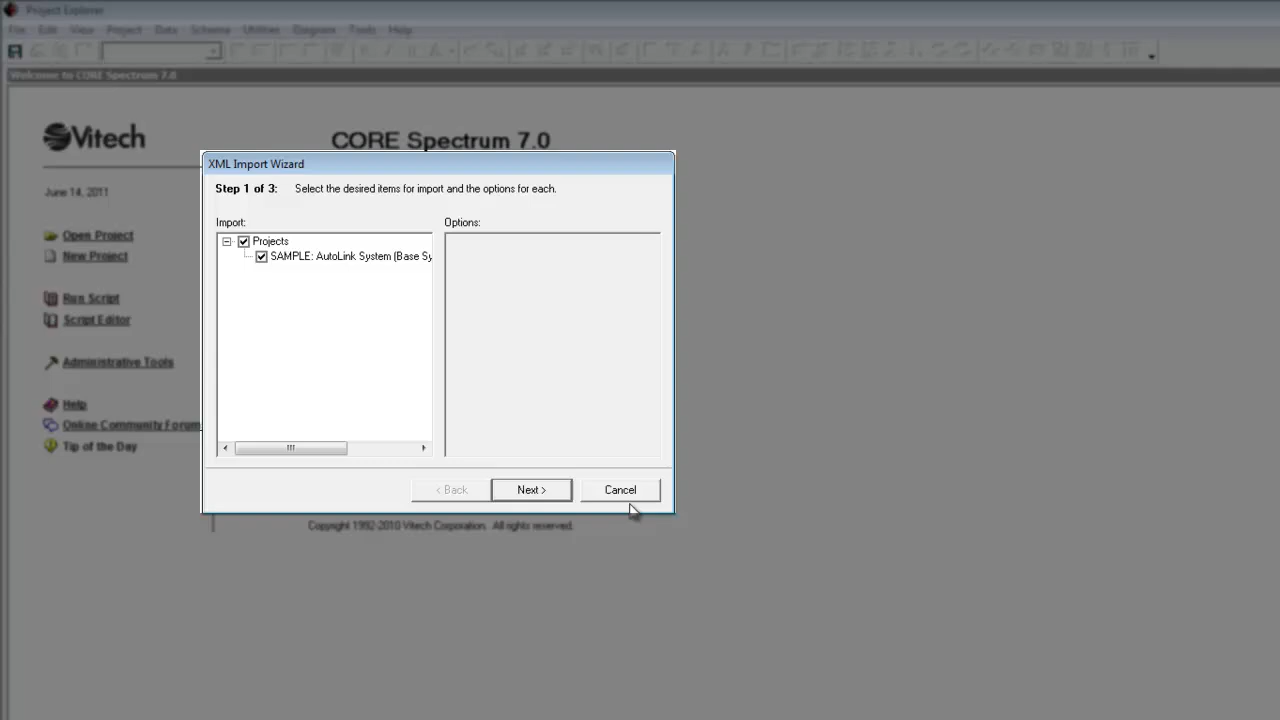 Project Explorer
File Edit View Project Data Schema Utilities Diagram Tools Help
Welcome to CORE Spectrum 7.0
Vitech
CORE Spectrum 7.0
June 14, 2011
Open Project
New Project
Run Script
Script Editor
Administrative Tools
Help
Online Community Forum
Tip of the Day
XML Import Wizard
Step 1 of 3: Select the desired items for import and the options for each.
Import:
Options:
Projects
SAMPLE: AutoLink System (Base Sy
< Back
Next >
Cancel
Copyright 1992-2010 Vitech Corporation. All rights reserved.